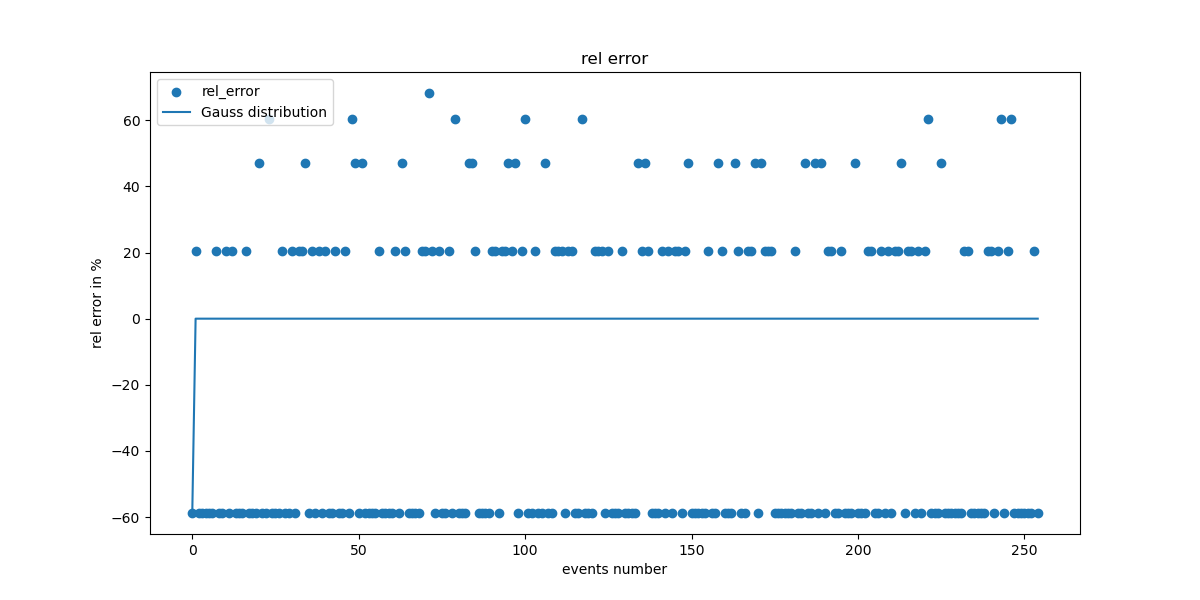 rel error
rel_error
Gauss distribution
rel error in %
60
40
20
0
−20
−40
−60
0
50
100
150
200
250
events number